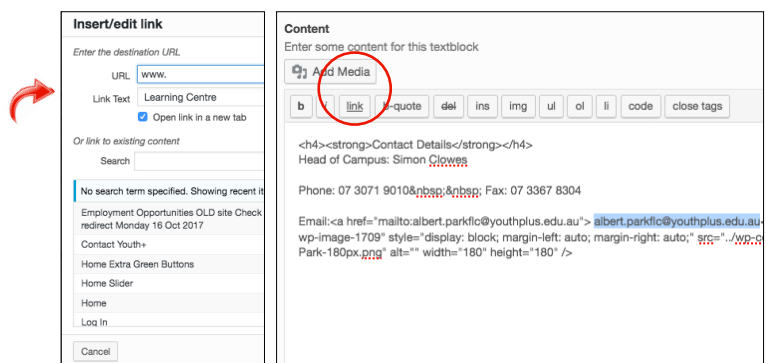 Insert/edit link
Enter the destination URL
URL www.
Link Text Learning Centre
Open link in a new tab
Or link to existing content
Search
No search term specified. Showing recent it
Employment Opportunities OLD site Check
redirect Monday 16 Oct 2017
Contact Youth+
Home Extra Green Buttons
Home Slider
Home
Log In
Cancel
Content
Enter some content for this textblock
Add Media
b i link b-quote del ins img ul ol li code close tags
<h4><strong>Contact Details</strong></h4>
Head of Campus: Simon Clowes
Phone: 07 3071 9010&nbsp;&nbsp; Fax: 07 3367 8304
Email:<a href="mailto:albert.parkflc@youthplus.edu.au"> albert.parkflc@youthplus.edu.au<
wp-image-1709" style="display: block; margin-left: auto; margin-right: auto;" src="../wp-c
Park-180px.png" alt="" width="180" height="180" />